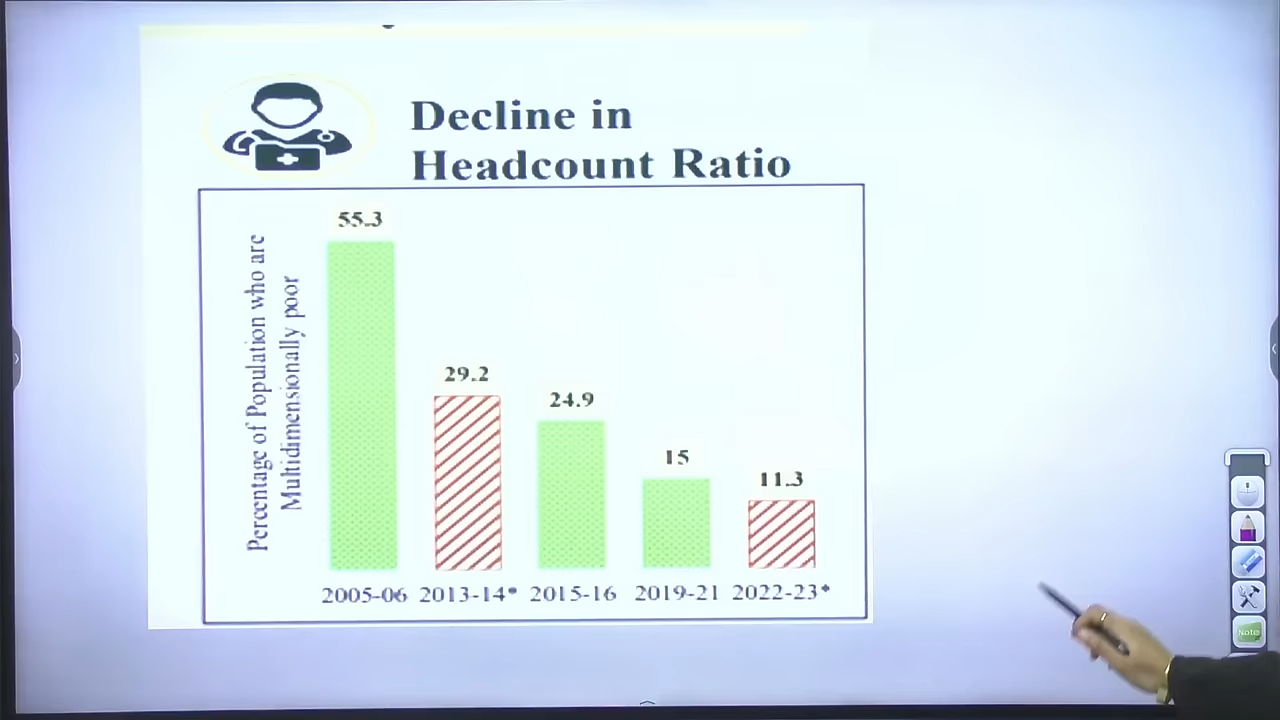 Decline in
Headcount Ratio
Percentage of Population who are
Multidimensionally poor
55.3
29.2
24.9
15
11.3
2005-06 2013-14* 2015-16 2019-21 2022-23*
Note